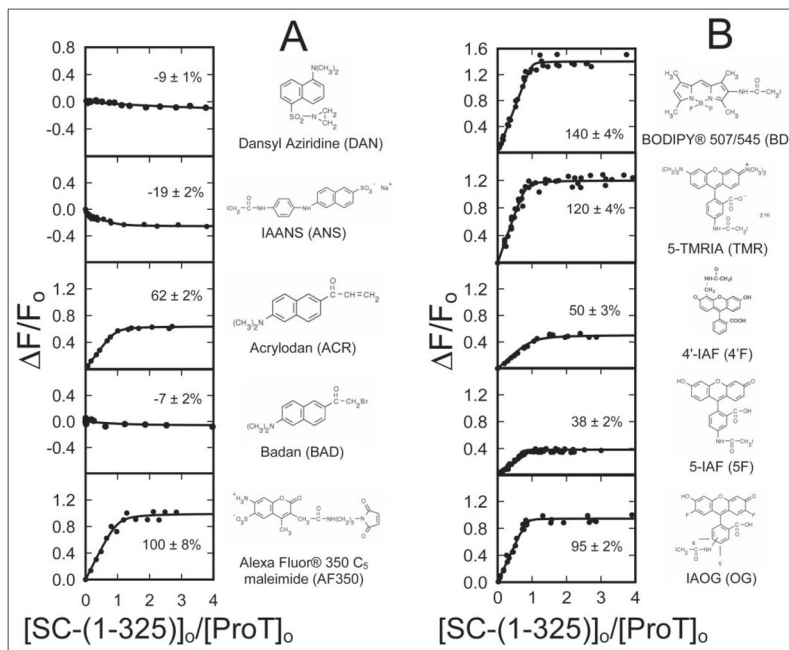 A
0.8
0.4
0.0
-0.4
-9 ± 1%
N(CH3)2
SO2
Dansyl Aziridine (DAN)
0.4
0.0
-0.4
-19 ± 2%
IAANS (ANS)
1.2
0.8
0.4
62 ± 2%
Acrylodan (ACR)
0.4
0.0
-0.4
-7 ± 2%
Badan (BAD)
1.2
0.8
0.4
0.0
100 ± 8%
Alexa Fluor® 350 C5
maleimide (AF350)
0 1 2 3 4
ΔF/Fo
[SC-(1-325)]o/[ProT]o
B
1.6
1.2
0.8
0.4
140 ± 4%
BODIPY® 507/545 (BD
1.2
0.8
0.4
120 ± 4%
2 HI
5-TMRIA (TMR)
1.2
0.8
0.4
50 ± 3%
4'-IAF (4'F)
1.2
0.8
0.4
38 ± 2%
5-IAF (5F)
1.2
0.8
0.4
0.0
95 ± 2%
IAOG (OG)
0 1 2 3 4
ΔF/Fo
[SC-(1-325)]o/[ProT]o